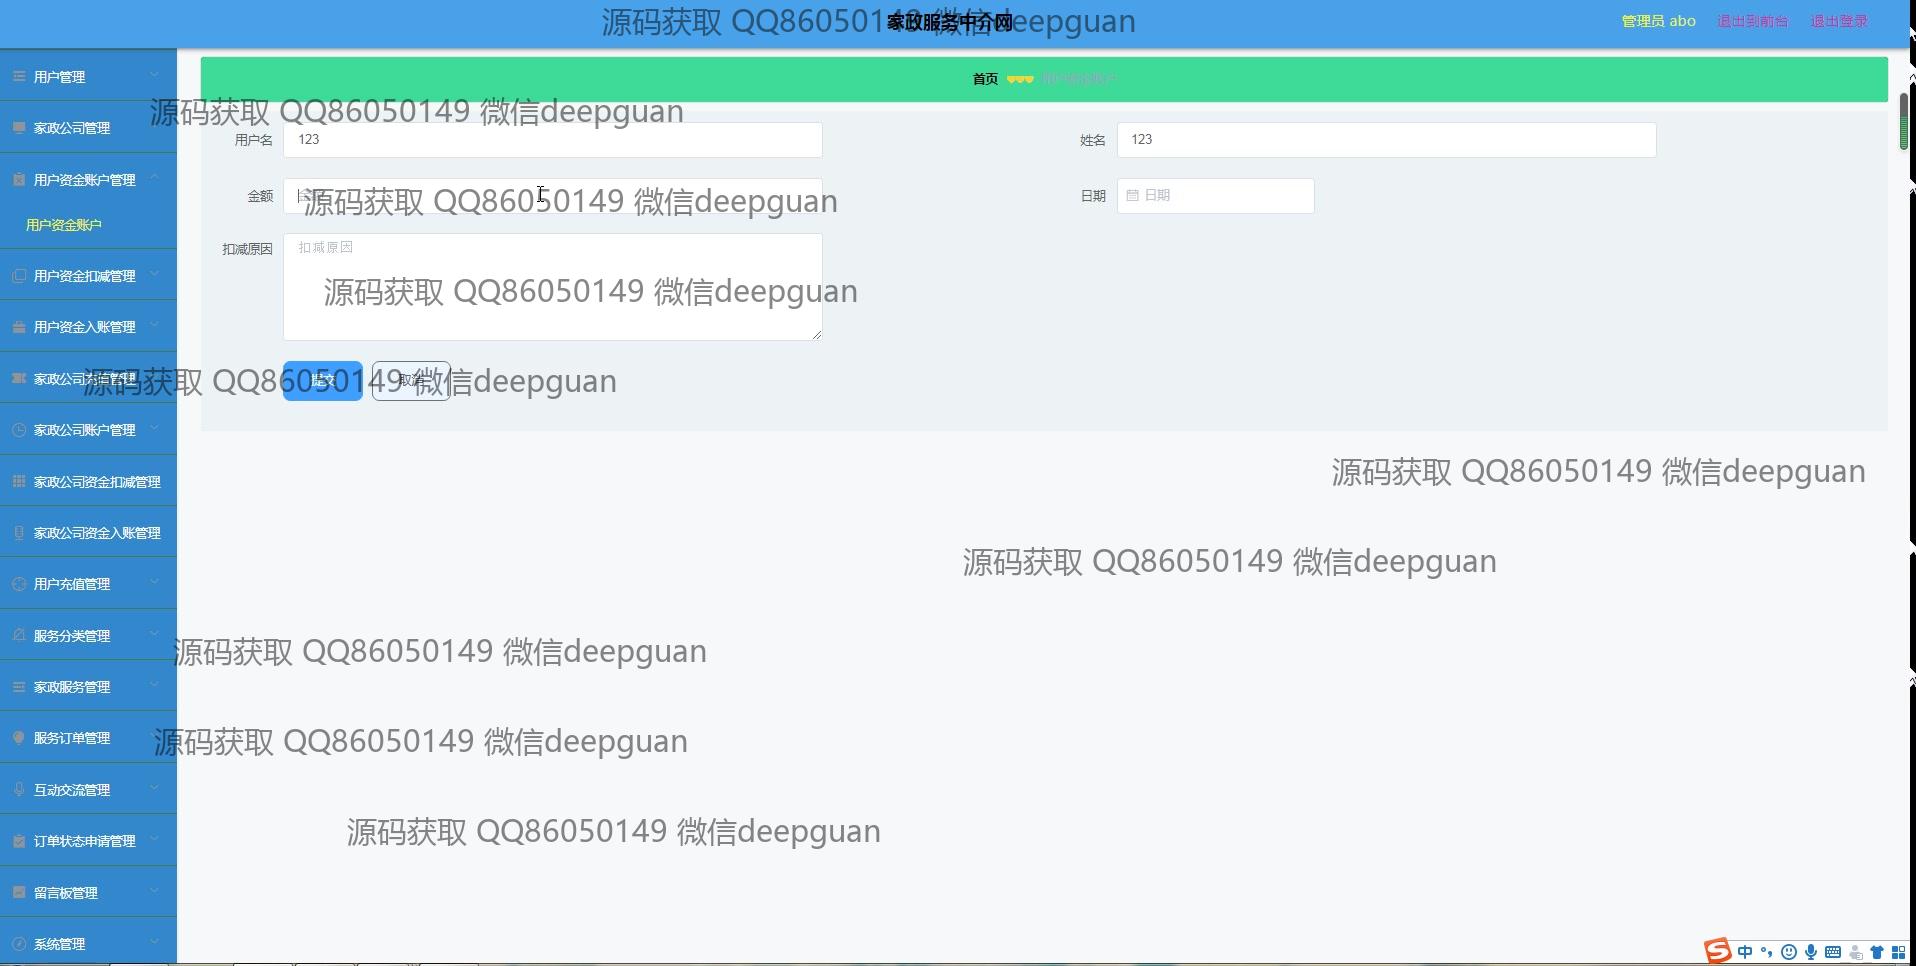 源码获取 QQ86050149 微信deepguan
家政服务中介网
管理员 abo
退出到前台
退出登录
首页
用户资金账户
源码获取 QQ86050149 微信deepguan
用户管理
家政公司管理
用户资金账户管理
用户资金账户
用户资金扣减管理
用户资金入账管理
家政公司充值管理
家政公司账户管理
家政公司资金扣减管理
家政公司资金入账管理
用户充值管理
服务分类管理
家政服务管理
服务订单管理
互动交流管理
订单状态申请管理
留言板管理
系统管理
用户名 123
姓名 123
金额
源码获取 QQ86050149 微信deepguan
日期 日期
扣减原因 扣减原因
源码获取 QQ86050149 微信deepguan
提交 取消
源码获取 QQ86050149 微信deepguan
源码获取 QQ86050149 微信deepguan
源码获取 QQ86050149 微信deepguan
源码获取 QQ86050149 微信deepguan
源码获取 QQ86050149 微信deepguan
源码获取 QQ86050149 微信deepguan
中